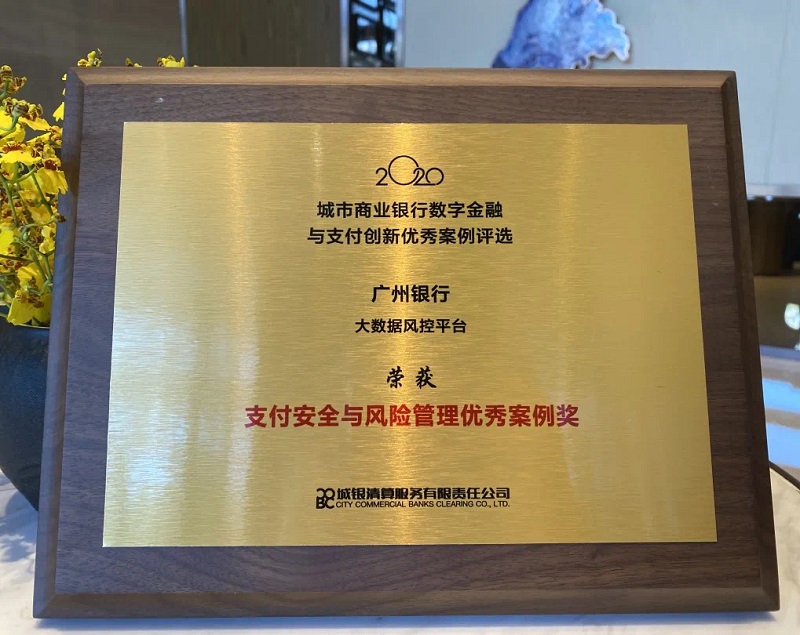 2020
城市商业银行数字金融
与支付创新优秀案例评选
广州银行
大数据风控平台
荣获
支付安全与风险管理优秀案例奖
城银清算服务有限责任公司
CITY COMMERCIAL BANKS CLEARING CO., LTD.